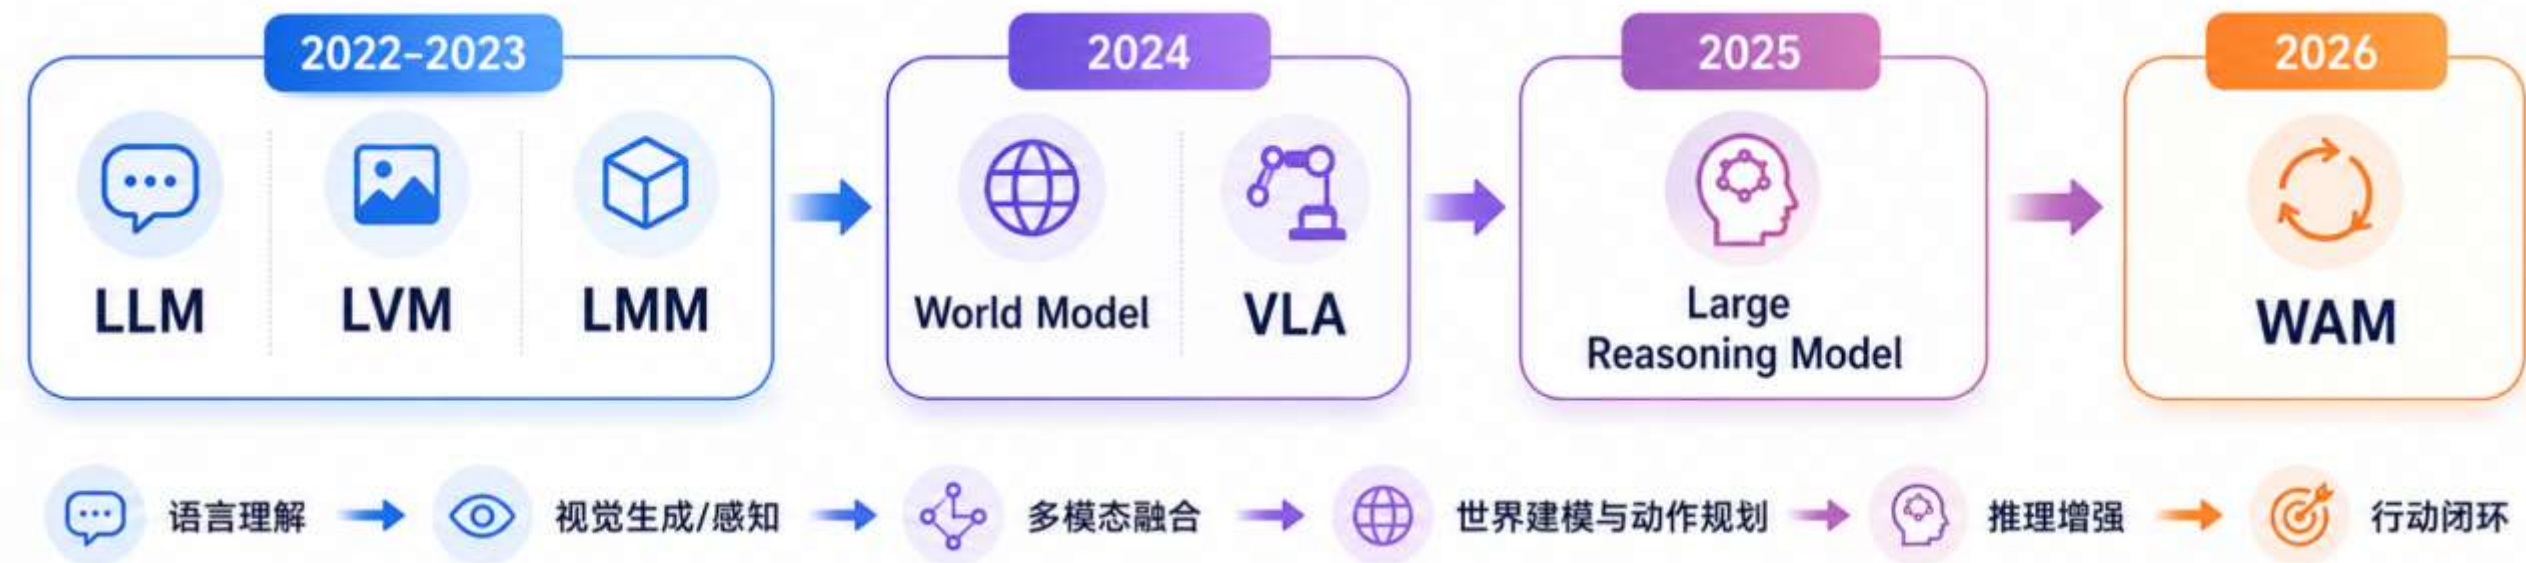 2022-2023
LLM
LVM
LMM
2024
World Model
VLA
2025
Large
Reasoning Model
2026
WAM
语言理解
视觉生成/感知
多模态融合
世界建模与动作规划
推理增强
行动闭环